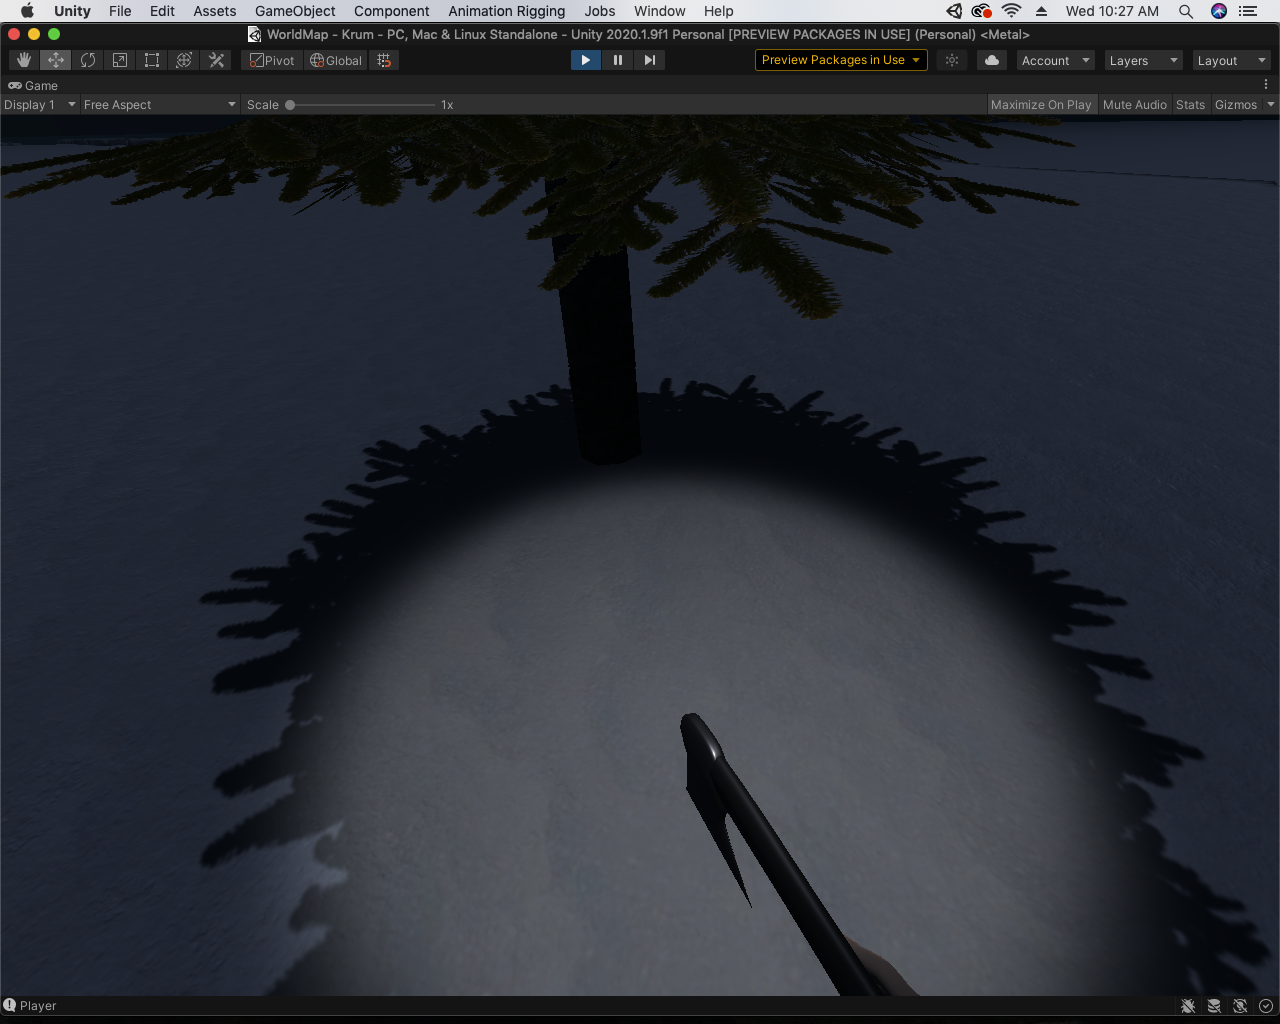 Unity File Edit Assets GameObject Component Animation Rigging Jobs Window Help Wed 10:27 AM
WorldMap - Krum - PC, Mac & Linux Standalone - Unity 2020.1.9f1 Personal [PREVIEW PACKAGES IN USE] (Personal) <Metal>
Pivot Global Preview Packages in Use Account Layers Layout
Game
Display 1 Free Aspect Scale 1x Maximize On Play Mute Audio Stats Gizmos
Player